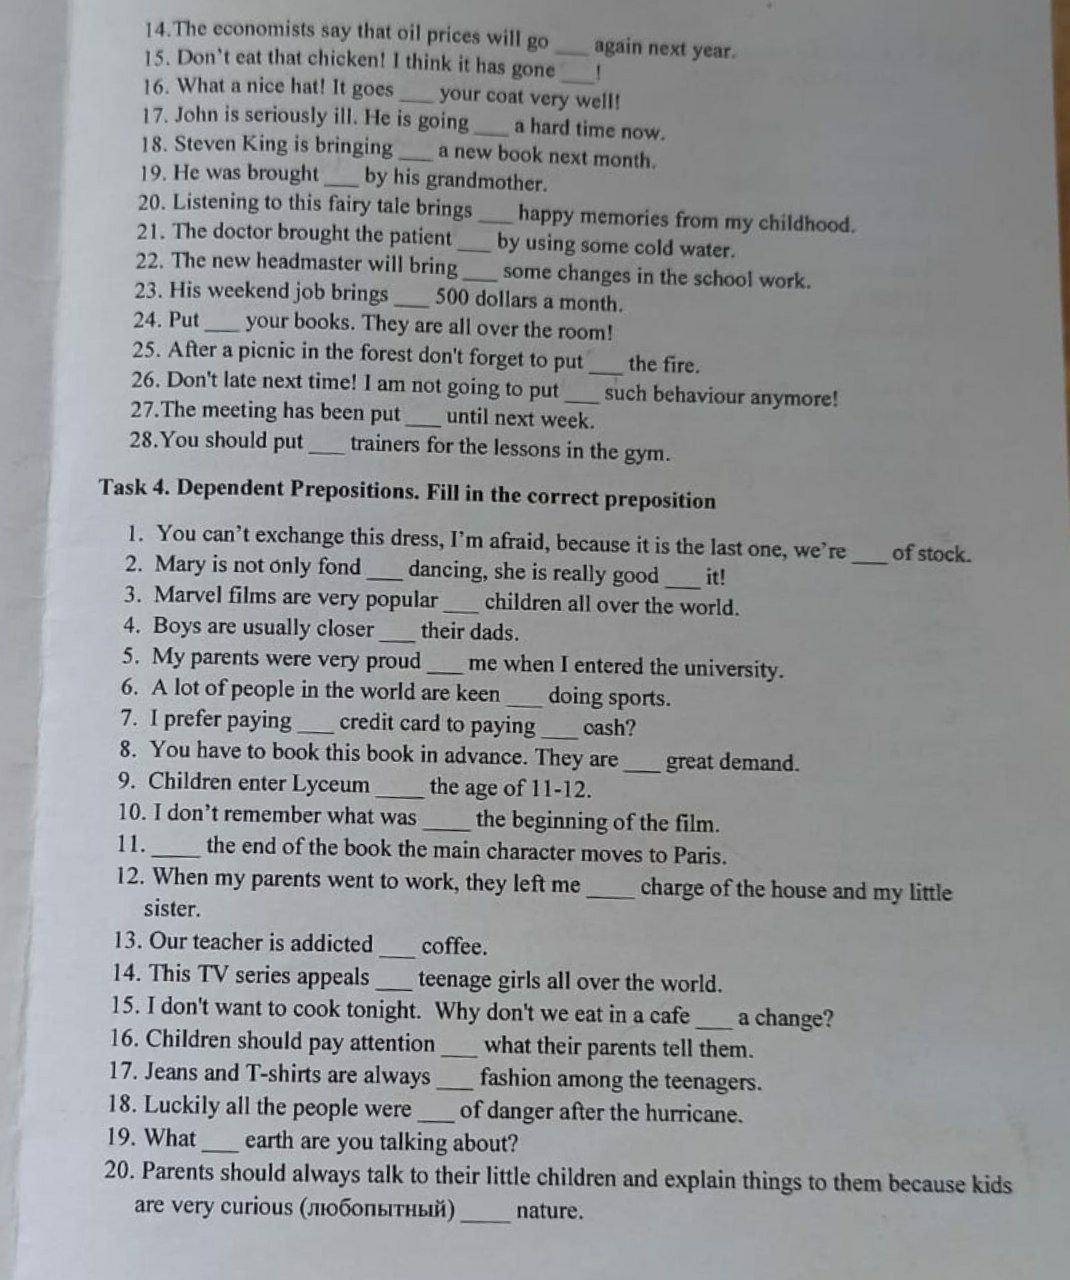 14.The economists say that oil prices will go ___ again next year.
15. Don't eat that chicken! I think it has gone ___!
16. What a nice hat! It goes ___ your coat very well!
17. John is seriously ill. He is going ___ a hard time now.
18. Steven King is bringing ___ a new book next month.
19. He was brought ___ by his grandmother.
20. Listening to this fairy tale brings ___ happy memories from my childhood.
21. The doctor brought the patient ___ by using some cold water.
22. The new headmaster will bring ___ some changes in the school work.
23. His weekend job brings ___ 500 dollars a month.
24. Put ___ your books. They are all over the room!
25. After a picnic in the forest don't forget to put ___ the fire.
26. Don't late next time! I am not going to put ___ such behaviour anymore!
27.The meeting has been put ___ until next week.
28.You should put ___ trainers for the lessons in the gym.
Task 4. Dependent Prepositions. Fill in the correct preposition
1. You can't exchange this dress, I'm afraid, because it is the last one, we're ___ of stock.
2. Mary is not only fond ___ dancing, she is really good ___ it!
3. Marvel films are very popular ___ children all over the world.
4. Boys are usually closer ___ their dads.
5. My parents were very proud ___ me when I entered the university.
6. A lot of people in the world are keen ___ doing sports.
7. I prefer paying ___ credit card to paying ___ cash?
8. You have to book this book in advance. They are ___ great demand.
9. Children enter Lyceum ____ the age of 11-12.
10. I don't remember what was ____ the beginning of the film.
11. ____ the end of the book the main character moves to Paris.
12. When my parents went to work, they left me ____ charge of the house and my little
sister.
13. Our teacher is addicted ___ coffee.
14. This TV series appeals ___ teenage girls all over the world.
15. I don't want to cook tonight. Why don't we eat in a cafe ___ a change?
16. Children should pay attention ___ what their parents tell them.
17. Jeans and T-shirts are always ___ fashion among the teenagers.
18. Luckily all the people were ___ of danger after the hurricane.
19. What ___ earth are you talking about?
20. Parents should always talk to their little children and explain things to them because kids
are very curious (любопытный) ____ nature.